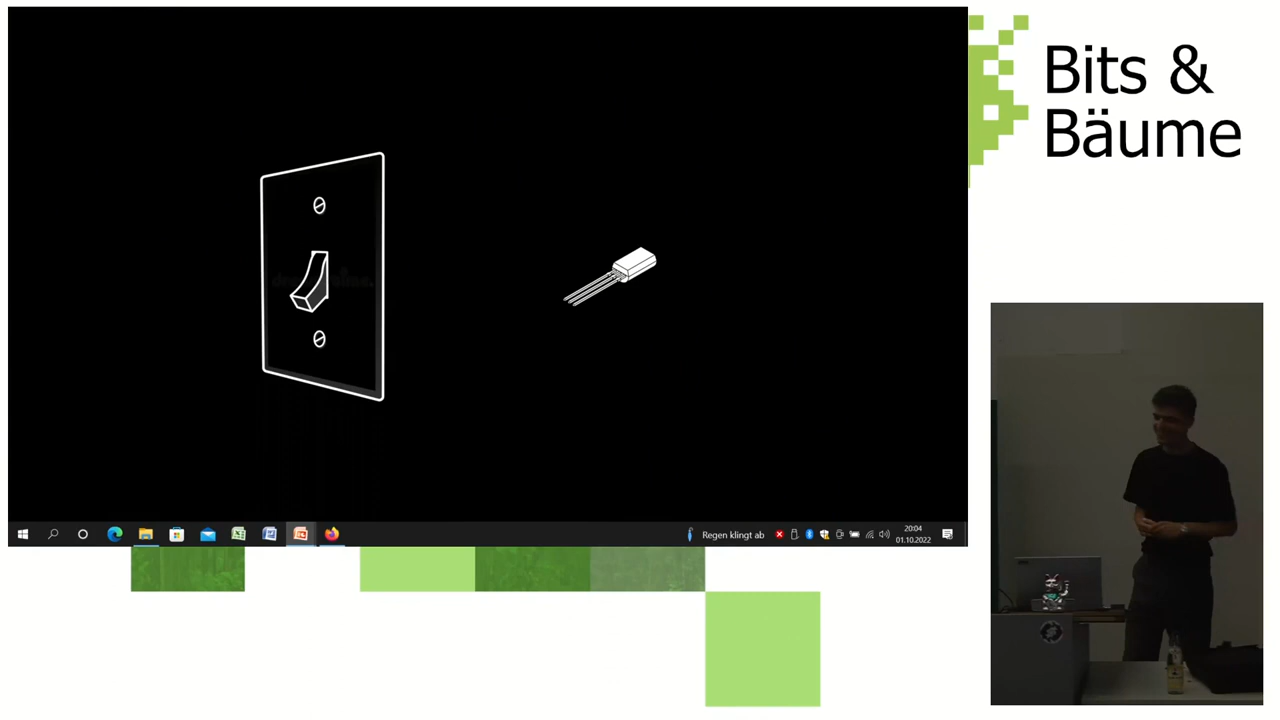 Bits &
Bäume
Regen klingt ab
20:04
01.10.2022